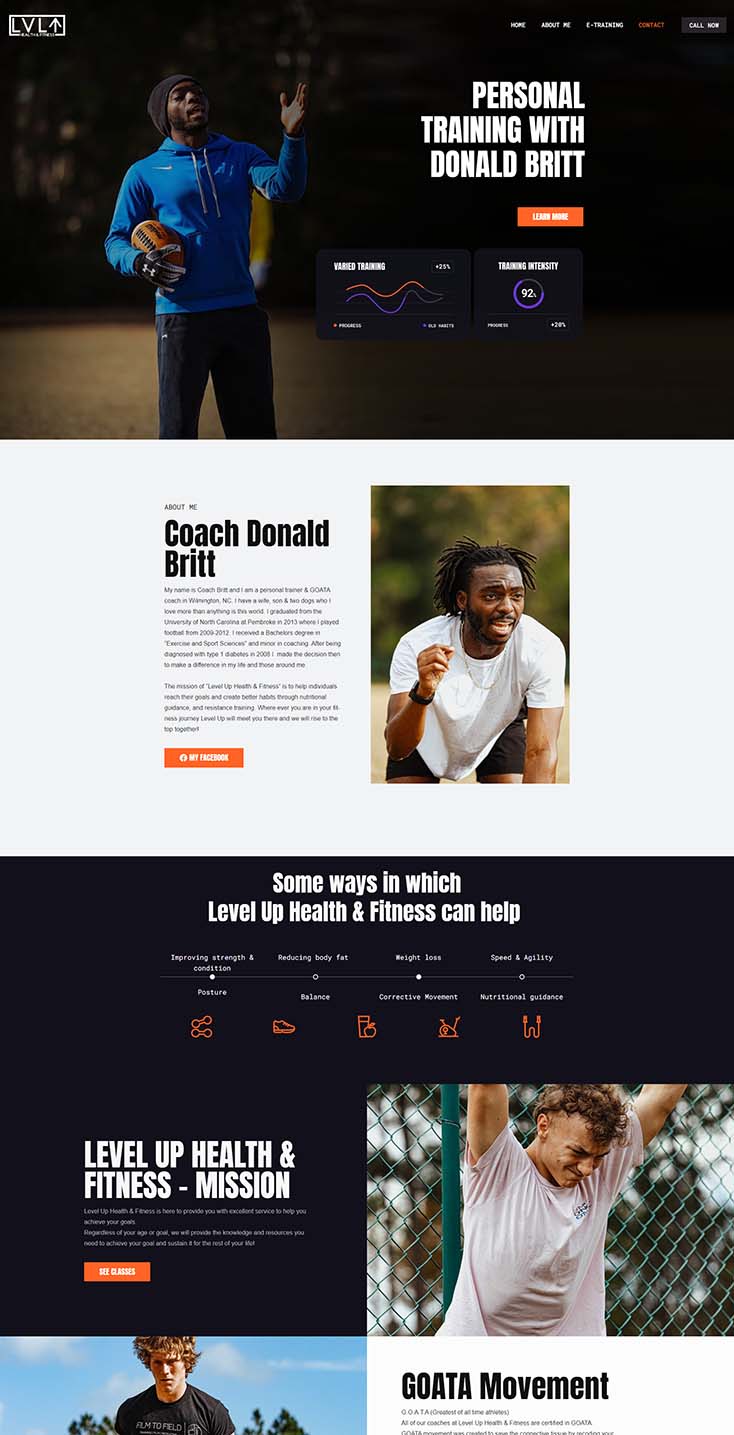 LVL
HEALTH & FITNESS
HOME ABOUT ME E-TRAINING CONTACT CALL NOW
PERSONAL
TRAINING WITH
DONALD BRITT
LEARN MORE
VARIED TRAINING +25%
PROGRESS OLD HABITS
TRAINING INTENSITY
92%
PROGRESS +20%
ABOUT ME
Coach Donald
Britt
My name is Coach Britt and I am a personal trainer & GOATA
coach in Wilmington, NC. I have a wife, son & two dogs who I
love more than anything is this world. I graduated from the
University of North Carolina at Pembroke in 2013 where I played
football from 2009-2012. I received a Bachelors degree in
"Exercise and Sport Sciences" and minor in coaching. After being
diagnosed with type 1 diabetes in 2008 I made the decision then
to make a difference in my life and those around me.
The mission of "Level Up Health & Fitness" is to help individuals
reach their goals and create better habits through nutritional
guidance, and resistance training. Where ever you are in your fit-
ness journey Level Up will meet you there and we will rise to the
top together!!
MY FACEBOOK
Some ways in which
Level Up Health & Fitness can help
Improving strength &
condition
Reducing body fat
Weight loss
Speed & Agility
Posture
Balance
Corrective Movement
Nutritional guidance
LEVEL UP HEALTH &
FITNESS - MISSION
Level Up Health & Fitness is here to provide you with excellent service to help you
achieve your goals.
Regardless of your age or goal, we will provide the knowledge and resources you
need to achieve your goal and sustain it for the rest of your life!
SEE CLASSES
FILM TO FIELD
GOATA Movement
G.O.A.T.A (Greatest of all time athletes)
All of our coaches at Level Up Health & Fitness are certified in GOATA.
GOATA movement was created to save the connective tissue by recoding your